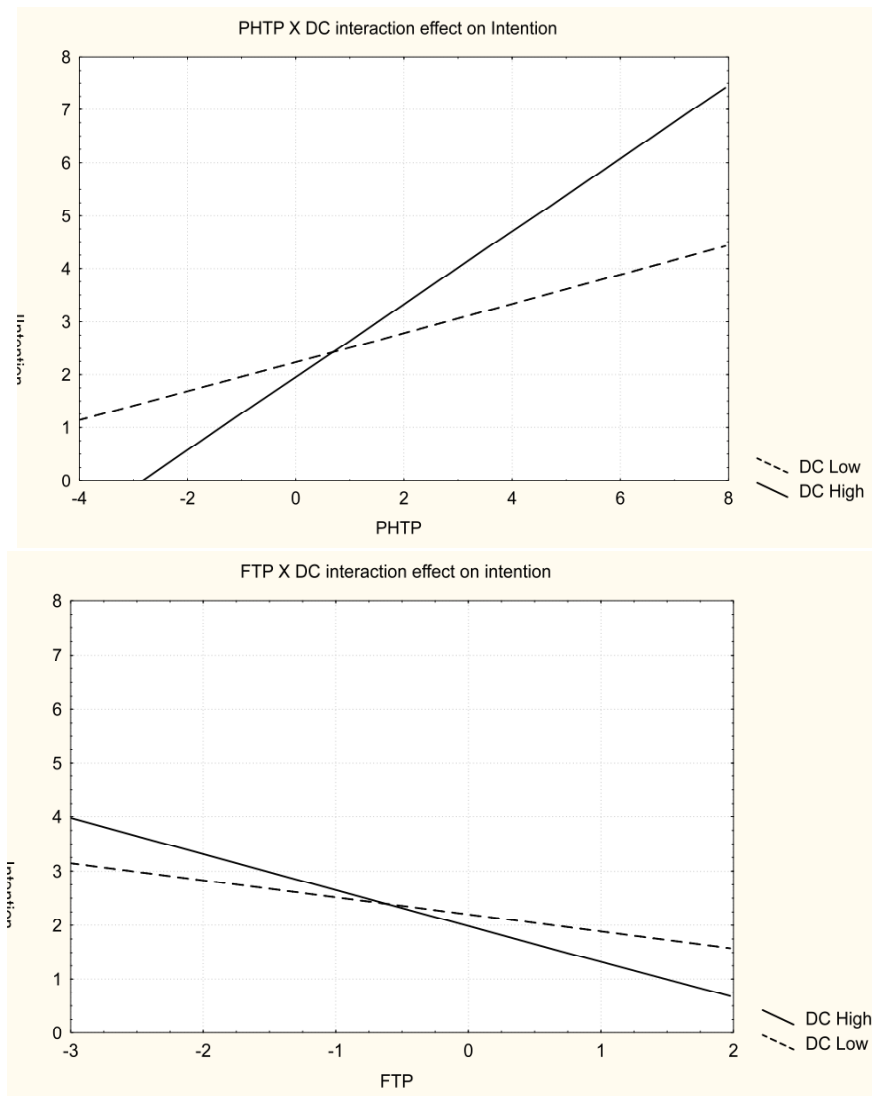 PHTP X DC interaction effect on Intention
8
7
6
5
4
3
2
1
0
Intention
-4 -2 0 2 4 6 8
PHTP
DC Low
DC High
FTP X DC interaction effect on intention
8
7
6
5
4
3
2
1
0
Intention
-3 -2 -1 0 1 2
FTP
DC High
DC Low